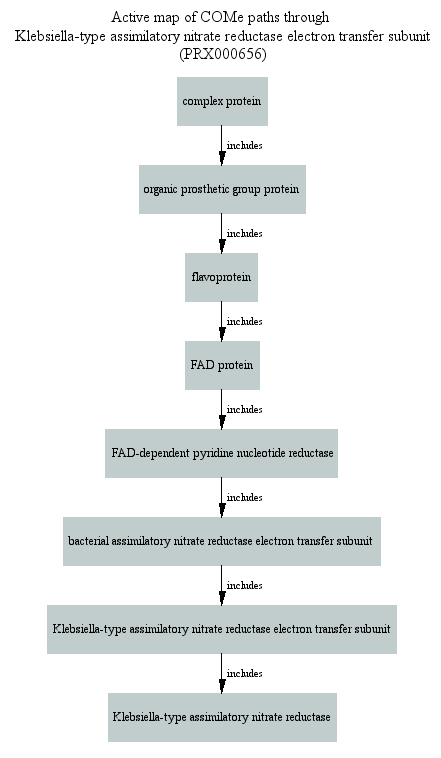 Active map of COMe paths through
Klebsiella-type assimilatory nitrate reductase electron transfer subunit
(PRX000656)
complex protein
includes
organic prosthetic group protein
includes
flavoprotein
includes
FAD protein
includes
FAD-dependent pyridine nucleotide reductase
includes
bacterial assimilatory nitrate reductase electron transfer subunit
includes
Klebsiella-type assimilatory nitrate reductase electron transfer subunit
includes
Klebsiella-type assimilatory nitrate reductase